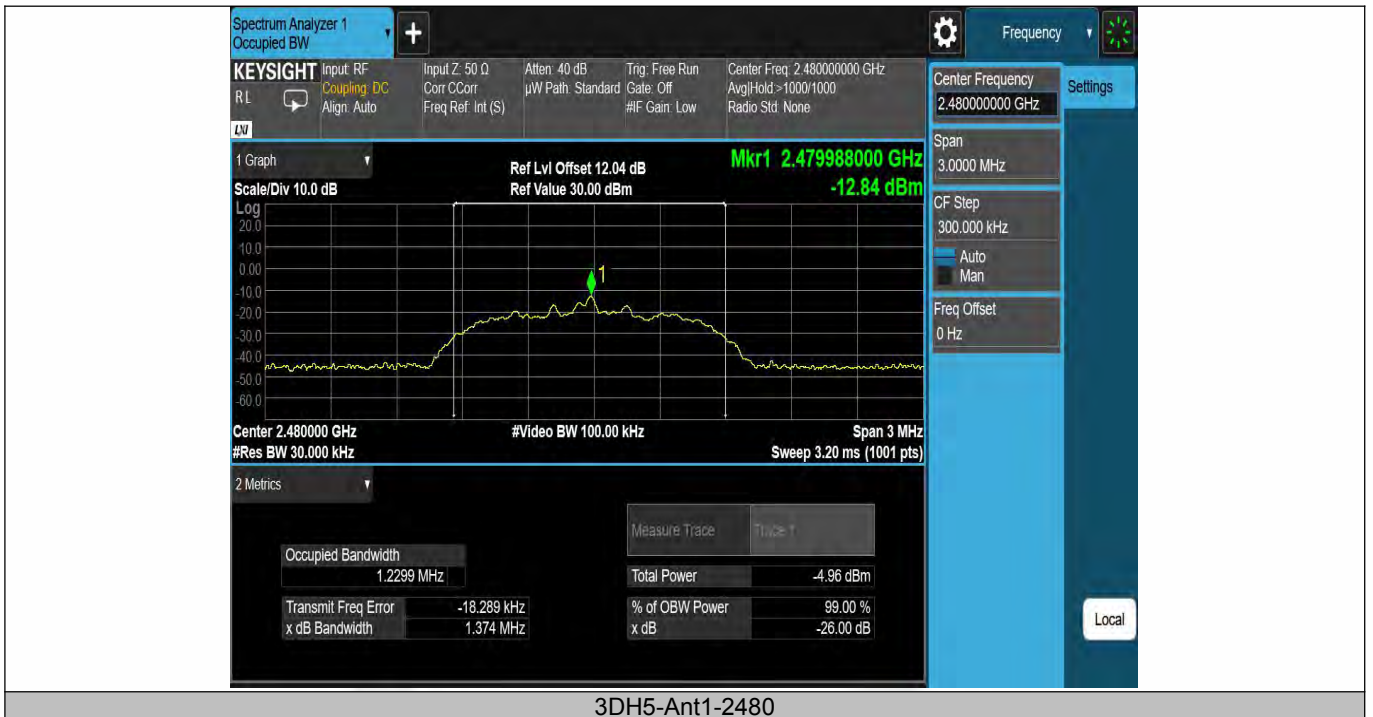 Spectrum Analyzer 1
Occupied BW
+
Frequency
KEYSIGHT
R L
LXI
Input: RF
Coupling: DC
Align: Auto
Input Z: 50 Ω
Corr CCorr
Freq Ref: Int (S)
Atten: 40 dB
µW Path: Standard
Trig: Free Run
Gate: Off
#IF Gain: Low
Center Freq: 2.480000000 GHz
Avg|Hold:>1000/1000
Radio Std: None
Center Frequency
2.480000000 GHz
Settings
Span
3.0000 MHz
CF Step
300.000 kHz
Auto
Man
Freq Offset
0 Hz
1 Graph
Scale/Div 10.0 dB
Ref Lvl Offset 12.04 dB
Ref Value 30.00 dBm
Mkr1 2.479988000 GHz
-12.84 dBm
Log
20.0
10.0
0.00
-10.0
-20.0
-30.0
-40.0
-50.0
-60.0
1
Center 2.480000 GHz
#Res BW 30.000 kHz
#Video BW 100.00 kHz
Span 3 MHz
Sweep 3.20 ms (1001 pts)
2 Metrics
Measure Trace
Trace 1
Occupied Bandwidth
1.2299 MHz
Total Power
-4.96 dBm
Transmit Freq Error
-18.289 kHz
% of OBW Power
99.00 %
x dB Bandwidth
1.374 MHz
x dB
-26.00 dB
Local
3DH5-Ant1-2480